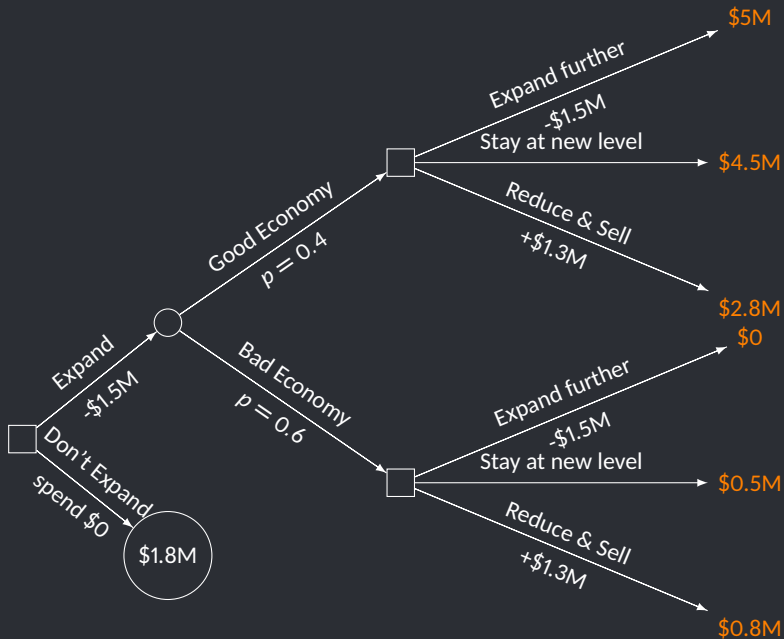 $5M
Expand further
-$1.5M
Stay at new level
$4.5M
Reduce & Sell
+$1.3M
$2.8M
Good Economy
p = 0.4
Expand
-$1.5M
Bad Economy
p = 0.6
$0
Expand further
-$1.5M
Stay at new level
$0.5M
Reduce & Sell
+$1.3M
$0.8M
Don't Expand
spend $0
$1.8M